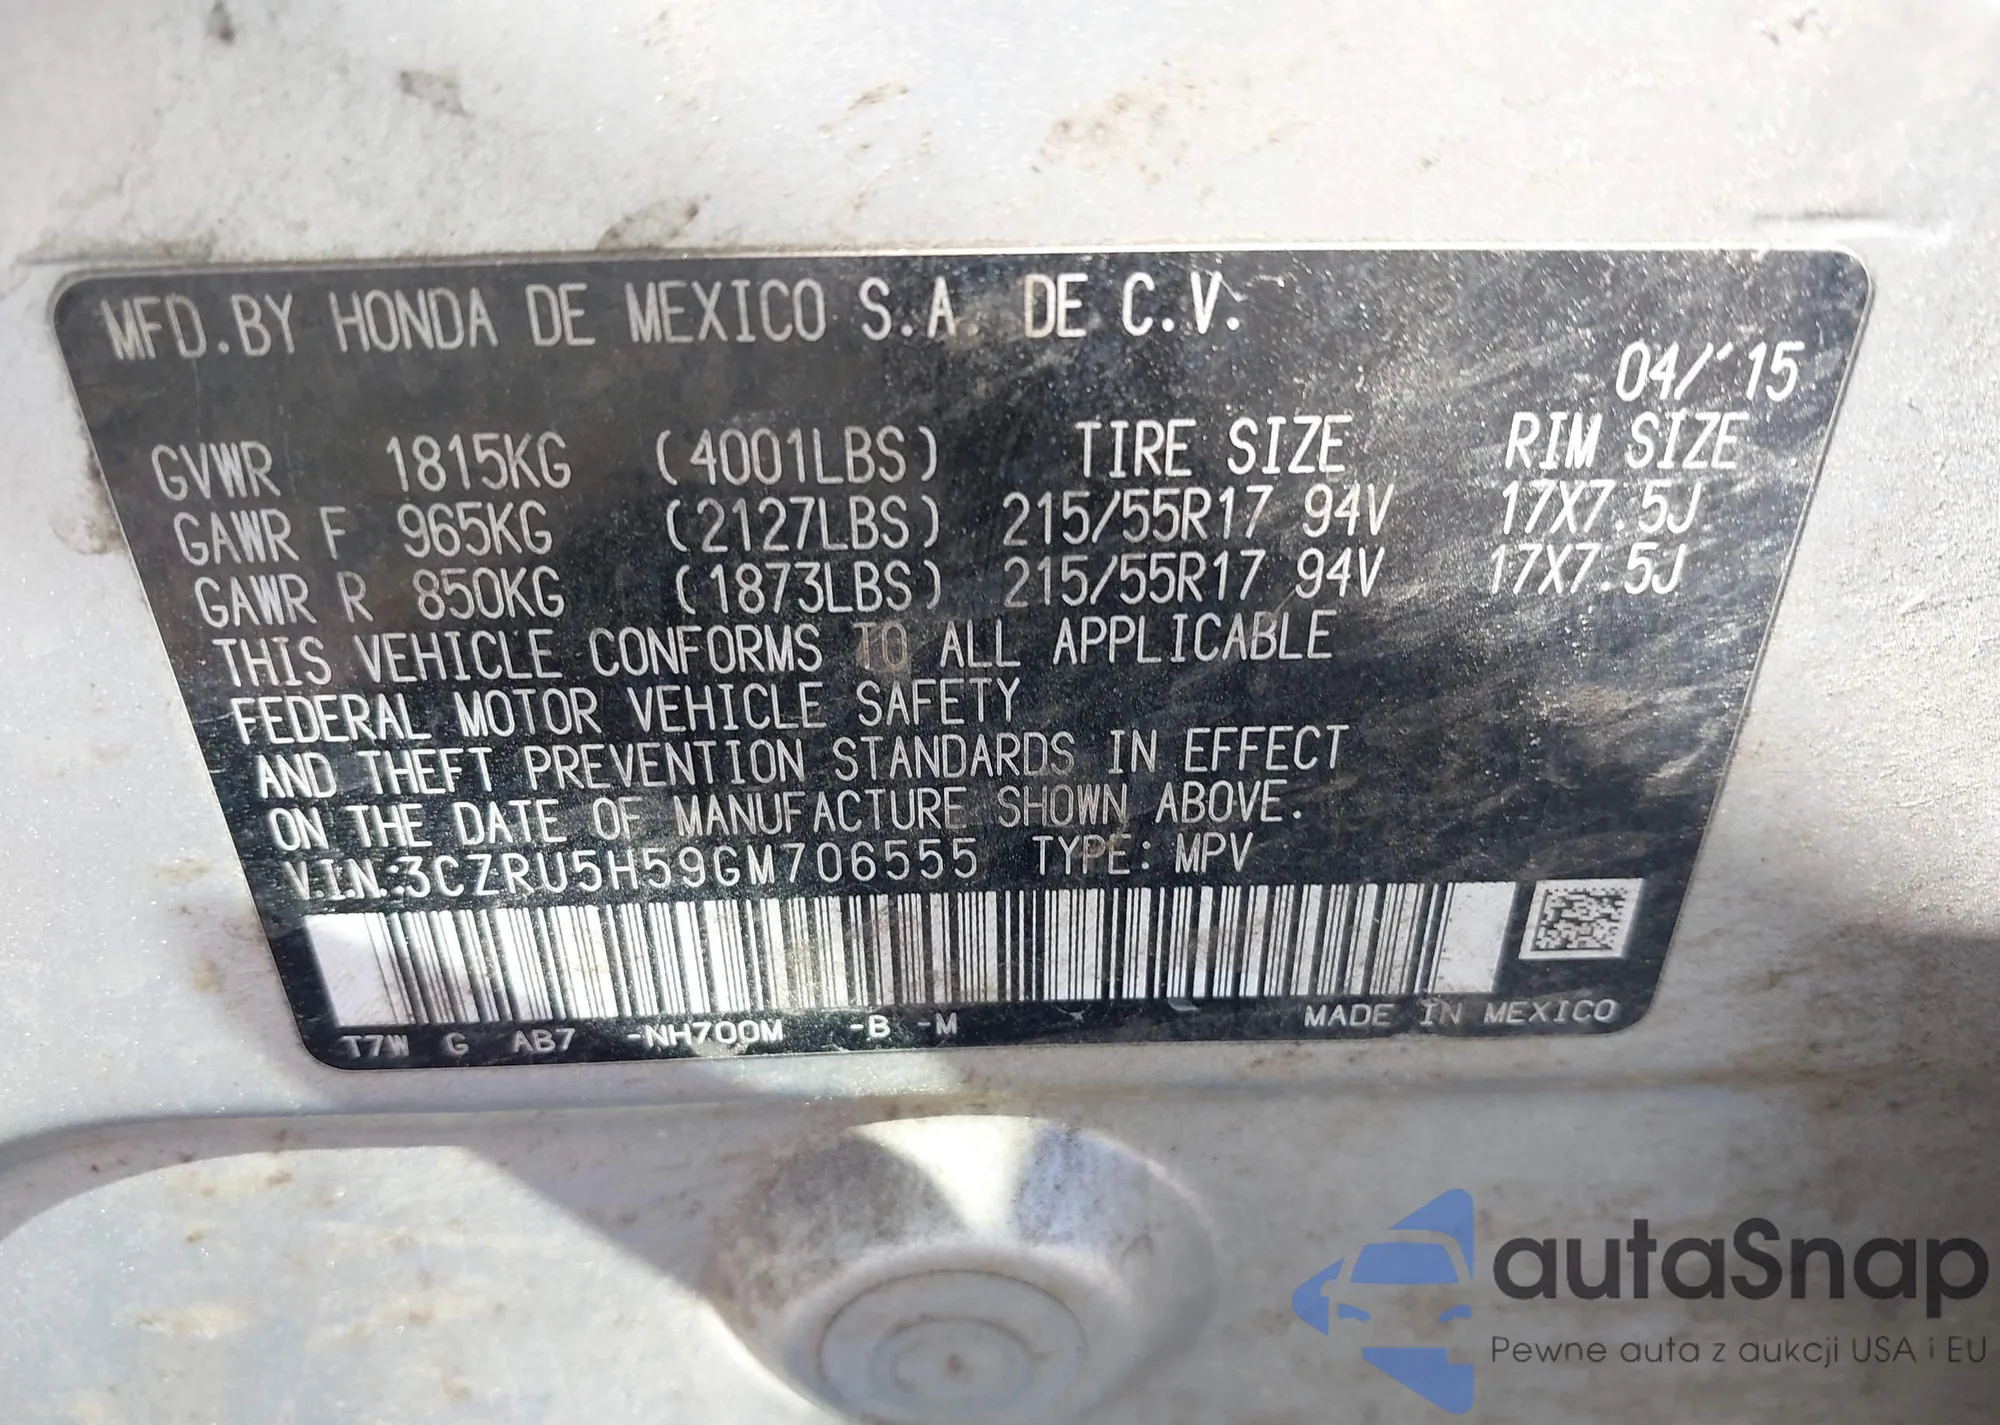 MFD.BY HONDA DE MEXICO S.A. DE C.V.
04/'15
GVWR 1815KG (4001LBS) TIRE SIZE RIM SIZE
GAWR F 965KG (2127LBS) 215/55R17 94V 17X7.5J
GAWR R 850KG (1873LBS) 215/55R17 94V 17X7.5J
THIS VEHICLE CONFORMS TO ALL APPLICABLE
FEDERAL MOTOR VEHICLE SAFETY
AND THEFT PREVENTION STANDARDS IN EFFECT
ON THE DATE OF MANUFACTURE SHOWN ABOVE.
V.I.N.:3CZRU5H59GM706555 TYPE: MPV
T7W G AB7 -NH700M -B -M MADE IN MEXICO
autaSnap
Pewne auta z aukcji USA i EU